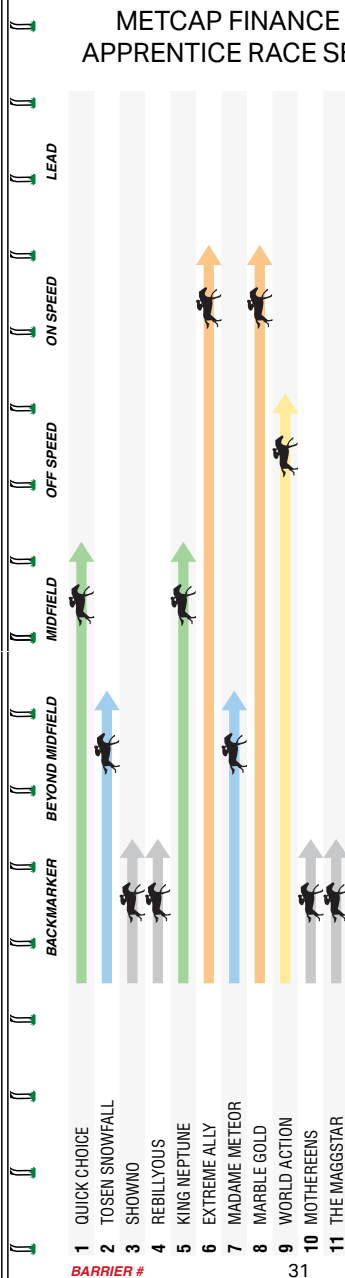 METCAP FINANCE
APPRENTICE RACE SE
LEAD
ON SPEED
OFF SPEED
MIDFIELD
BEYOND MIDFIELD
BACKMARKER
1 QUICK CHOICE
2 TOSEN SNOWFALL
3 SHOWNO
4 REBILLYOUS
5 KING NEPTUNE
6 EXTREME ALLY
7 MADAME METEOR
8 MARBLE GOLD
9 WORLD ACTION
10 MOTHEREENS
11 THE MAGGSTAR
BARRIER #
31